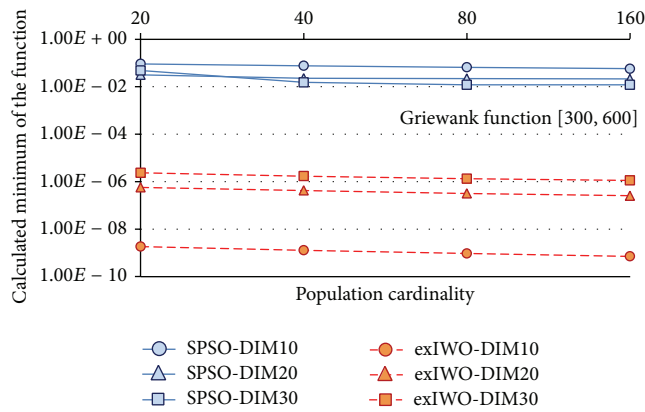 20 40 80 160
1.00E + 00
1.00E − 02
1.00E − 04
1.00E − 06
1.00E − 08
1.00E − 10
Calculated minimum of the function
Griewank function [300, 600]
Population cardinality
SPSO-DIM10
SPSO-DIM20
SPSO-DIM30
exIWO-DIM10
exIWO-DIM20
exIWO-DIM30